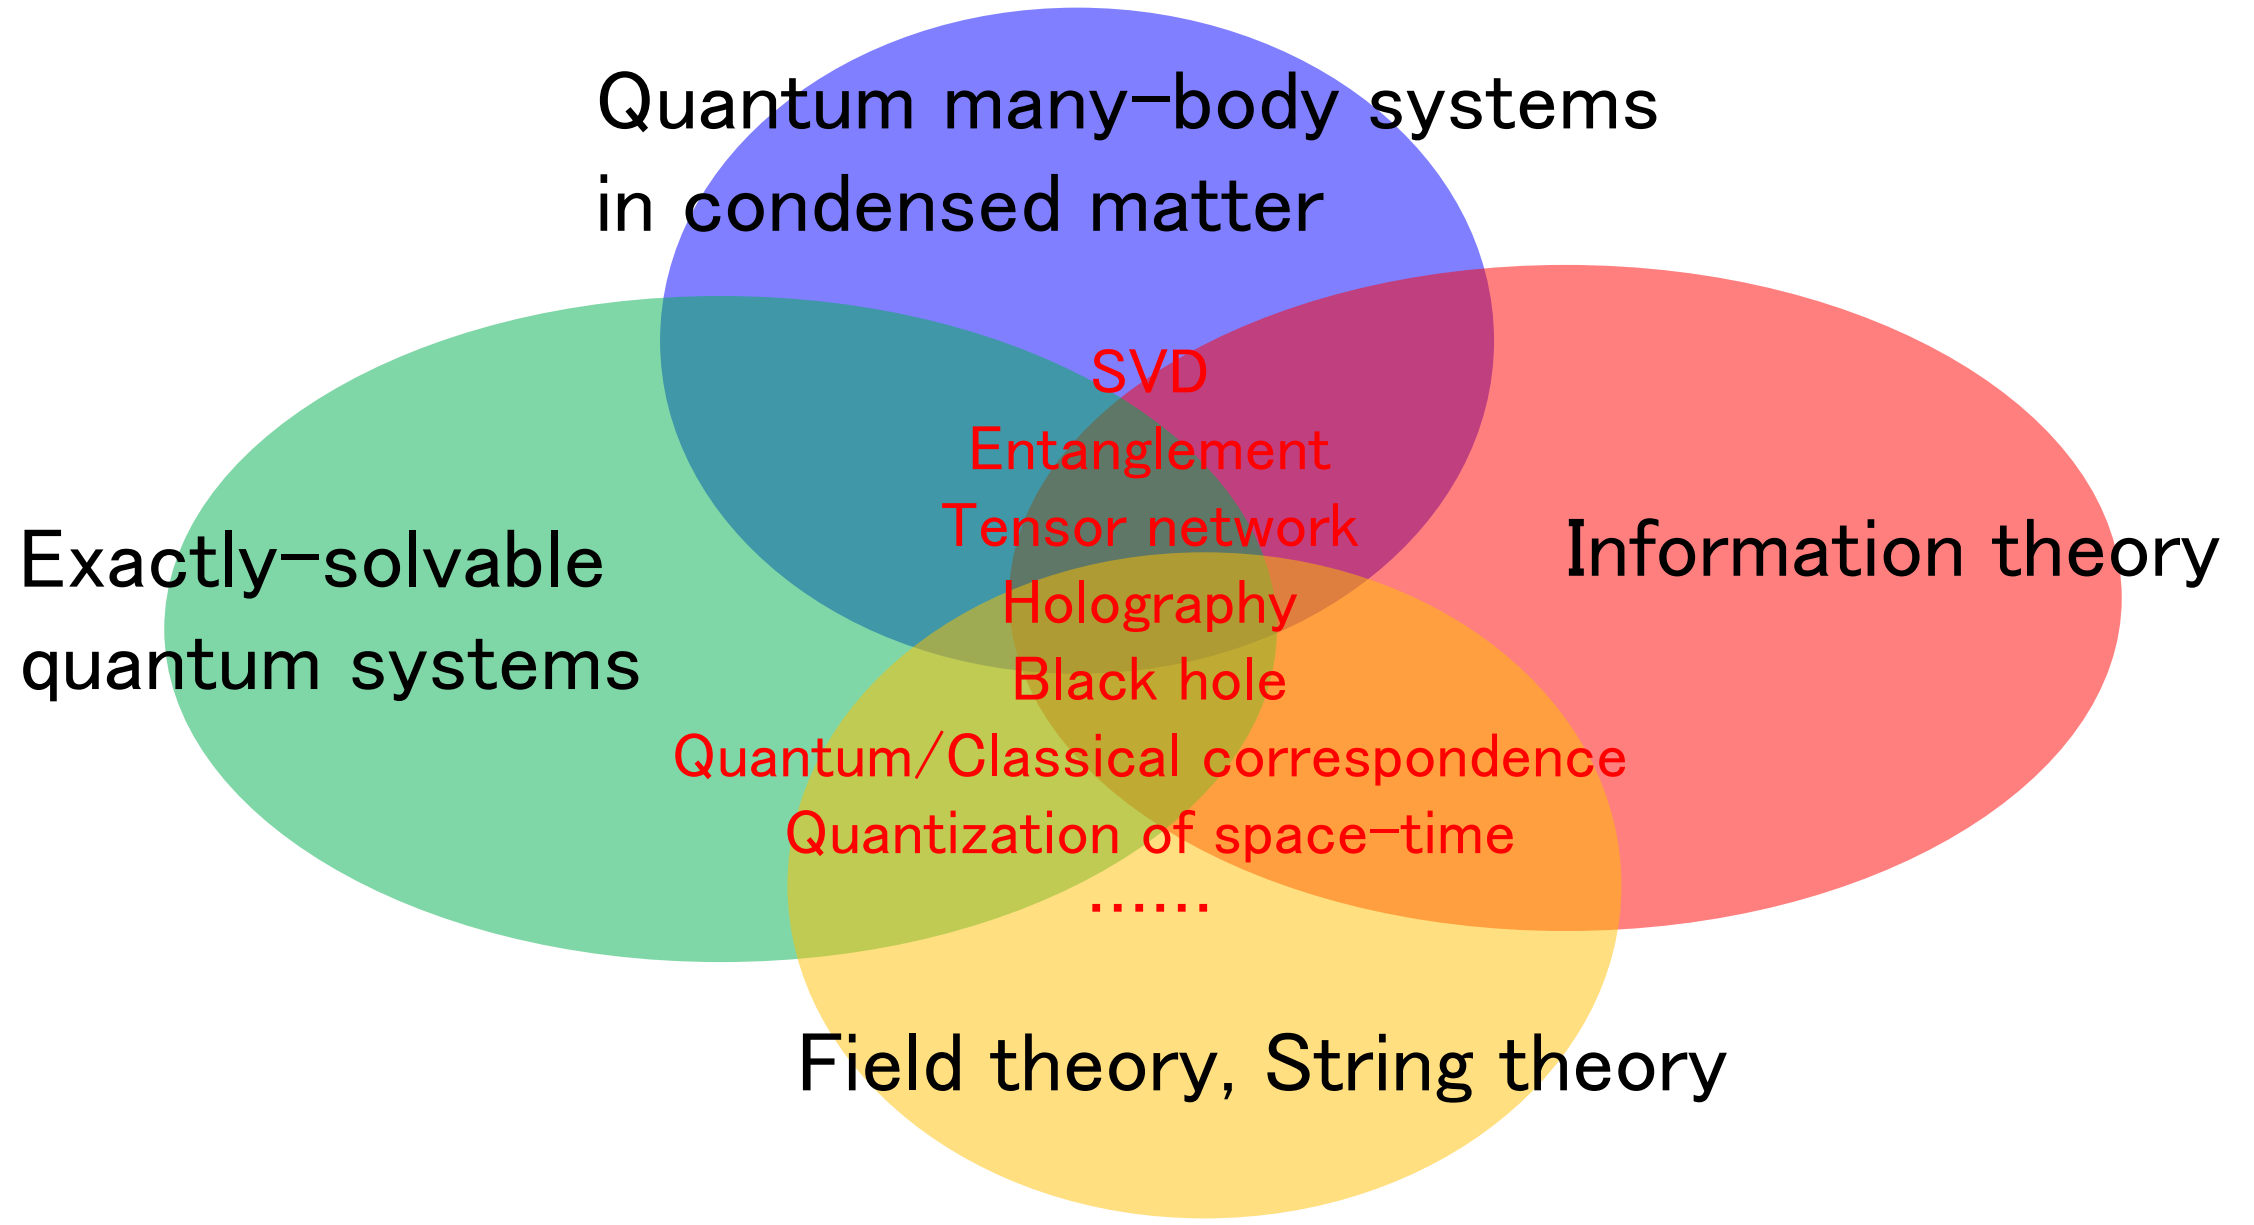 Quantum many-body systems
in condensed matter
SVD
Entanglement
Tensor network
Exactly-solvable
quantum systems
Information theory
Holography
Black hole
Quantum/Classical correspondence
Quantization of space-time
......
Field theory, String theory